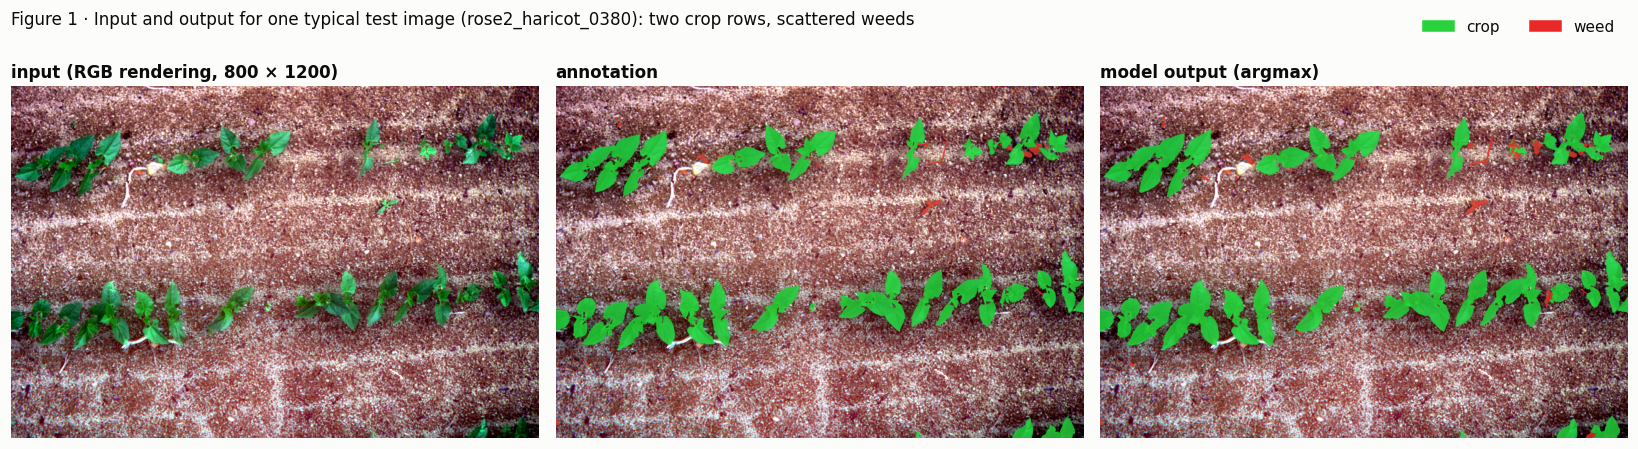 Figure 1 · Input and output for one typical test image (rose2_haricot_0380): two crop rows, scattered weeds
crop
weed
input (RGB rendering, 800 × 1200)
annotation
model output (argmax)